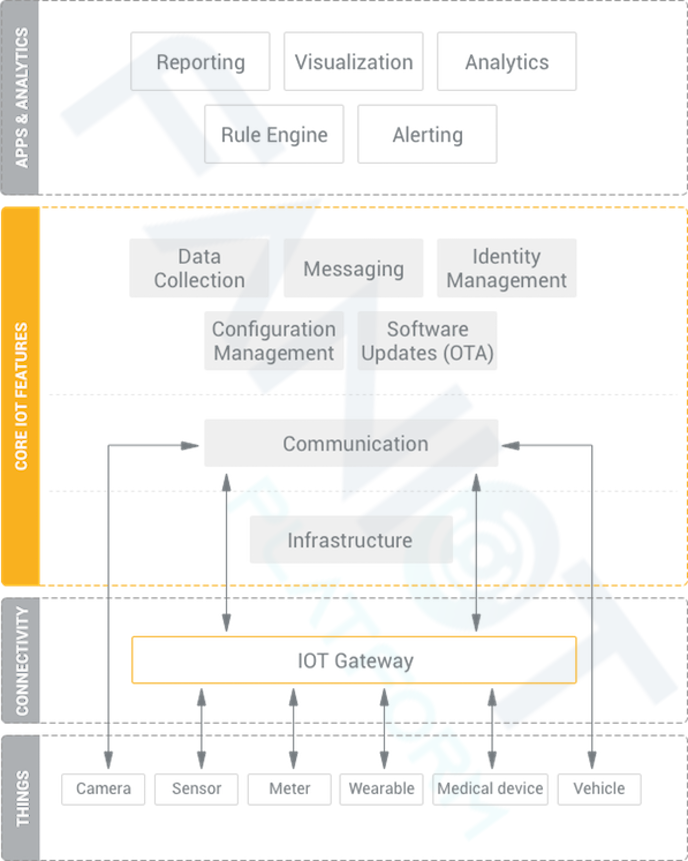 APPS & ANALYTICS
Reporting
Visualization
Analytics
Rule Engine
Alerting
CORE IOT FEATURES
Data
Collection
Messaging
Identity
Management
Configuration
Management
Software
Updates (OTA)
Communication
Infrastructure
CONNECTIVITY
IOT Gateway
THINGS
Camera
Sensor
Meter
Wearable
Medical device
Vehicle
PLATFORM